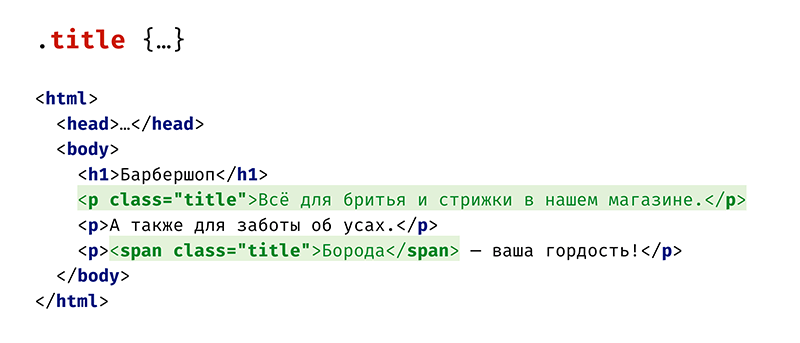 .title {…}
<html>
<head>…</head>
<body>
<h1>Барбершоп</h1>
<p class="title">Всё для бритья и стрижки в нашем магазине.</p>
<p>А также для заботы об усах.</p>
<p><span class="title">Борода</span> — ваша гордость!</p>
</body>
</html>